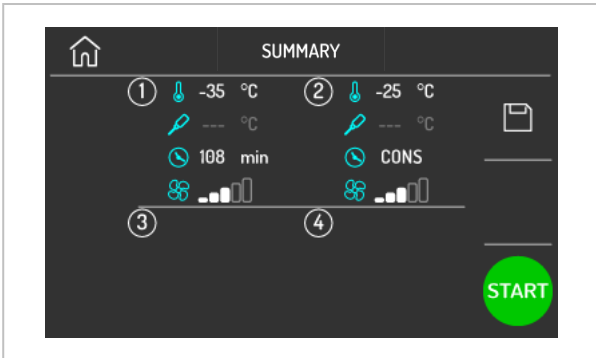 SUMMARY
1 -35 °C 2 -25 °C
--- °C --- °C
108 min CONS
3 4
START